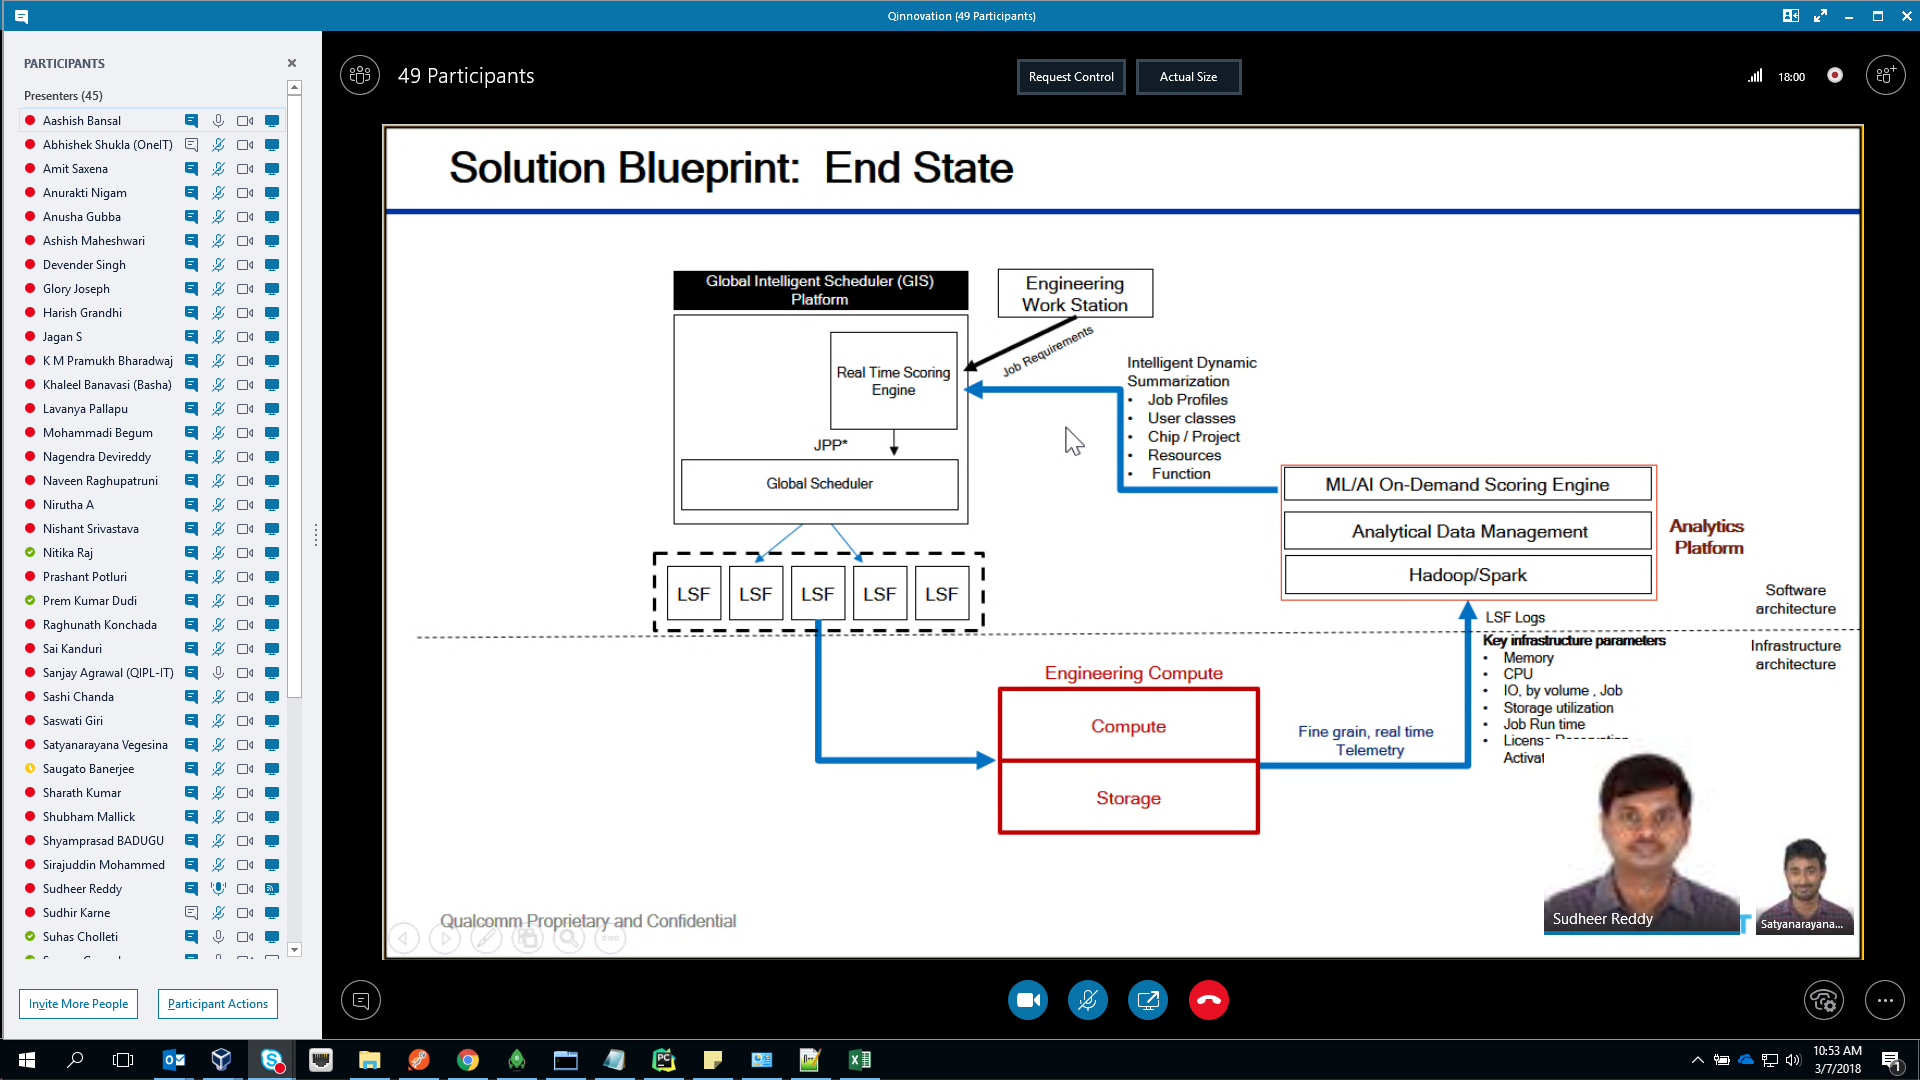 Qinnovation (49 Participants)
PARTICIPANTS
Presenters (45)
Aashish Bansal
Abhishek Shukla (OneIT)
Amit Saxena
Anurakti Nigam
Anusha Gubba
Ashish Maheshwari
Devender Singh
Glory Joseph
Harish Grandhi
Jagan S
K M Pramukh Bharadwaj
Khaleel Banavasi (Basha)
Lavanya Pallapu
Mohammadi Begum
Nagendra Devireddy
Naveen Raghupatruni
Nirutha A
Nishant Srivastava
Nitika Raj
Prashant Potluri
Prem Kumar Dudi
Raghunath Konchada
Sai Kanduri
Sanjay Agrawal (QIPL-IT)
Sashi Chanda
Saswati Giri
Satyanarayana Vegesina
Saugato Banerjee
Sharath Kumar
Shubham Mallick
Shyamprasad BADUGU
Sirajuddin Mohammed
Sudheer Reddy
Sudhir Karne
Suhas Cholleti
Invite More People
Participant Actions
49 Participants
Request Control
Actual Size
18:00
Solution Blueprint: End State
Global Intelligent Scheduler (GIS)
Platform
Engineering
Work Station
Job Requirements
Real Time Scoring
Engine
JPP*
Global Scheduler
LSF
LSF
LSF
LSF
LSF
Intelligent Dynamic
Summarization
• Job Profiles
• User classes
• Chip / Project
• Resources
• Function
ML/AI On-Demand Scoring Engine
Analytical Data Management
Hadoop/Spark
Analytics
Platform
Software
architecture
Infrastructure
architecture
LSF Logs
Key infrastructure parameters
• Memory
• CPU
• IO, by volume , Job
• Storage utilization
• Job Run time
Engineering Compute
Compute
Storage
Fine grain, real time
Telemetry
Sudheer Reddy
Satyanarayana...
Qualcomm Proprietary and Confidential
10:53 AM
3/7/2018
1